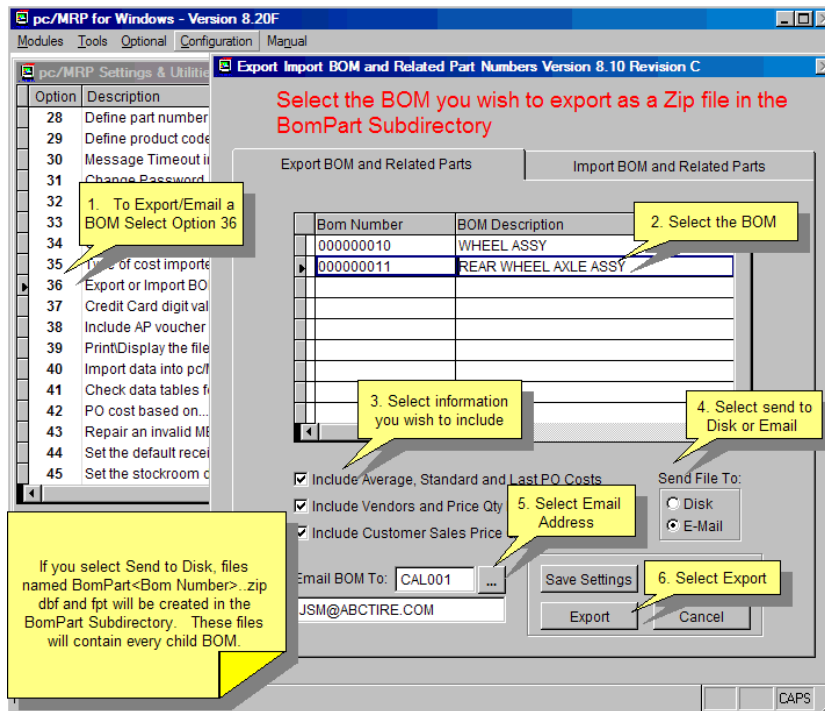 pc/MRP for Windows - Version 8.20F
Modules Tools Optional Configuration Manual
pc/MRP Settings & Utilitie
Export Import BOM and Related Part Numbers Version 8.10 Revision C
Select the BOM you wish to export as a Zip file in the
BomPart Subdirectory
Export BOM and Related Parts
Import BOM and Related Parts
Option Description
28 Define part number
29 Define product code
30 Message Timeout i
31 Change Password
32
33
34
35 Type of cost importe
36 Export or Import BO
37 Credit Card digit val
38 Include AP voucher
39 Print\Display the file
40 Import data into pc/
41 Check data tables f
42 PO cost based on...
43 Repair an invalid
44 Set the default recei
45 Set the stockroom
1. To Export/Email a
BOM Select Option 36
Bom Number BOM Description
000000010 WHEEL ASSY
000000011 REAR WHEEL AXLE ASSY
2. Select the BOM
3. Select information
you wish to include
4. Select send to
Disk or Email
Include Average, Standard and Last PO Costs
Include Vendors and Price Qty
Include Customer Sales Price
Send File To:
Disk
E-Mail
5. Select Email
Address
Email BOM To: CAL001 ...
JSM@ABCTIRE.COM
Save Settings
6. Select Export
Export
Cancel
If you select Send to Disk, files
named BomPart<Bom Number>..zip
dbf and fpt will be created in the
BomPart Subdirectory. These files
will contain every child BOM.
CAPS